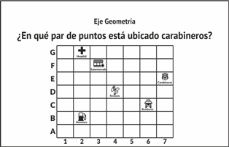 Eje Geometría
¿En qué par de puntos está ubicado carabineros?
G
F
E
D
C
B
A
1 2 3 4 5 6 7